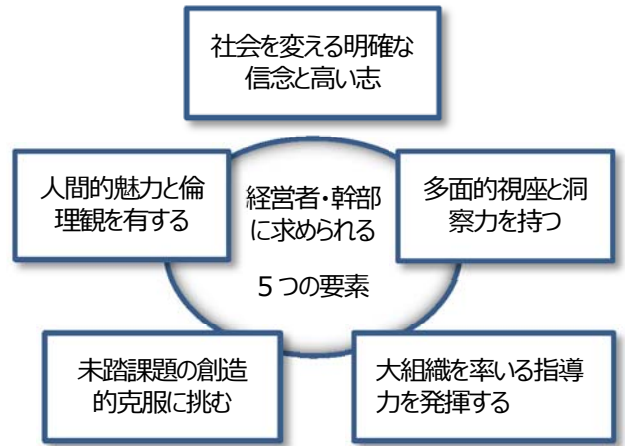 社会を変える明確な
信念と高い志
人間的魅力と倫
理観を有する
経営者・幹部
に求められる
５つの要素
多面的視座と洞
察力を持つ
未踏課題の創造
的克服に挑む
大組織を率いる指導
力を発揮する